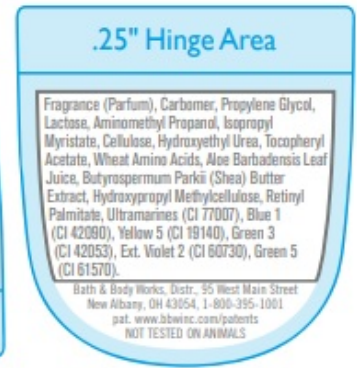 .25" Hinge Area
Fragrance (Parfum), Carbomer, Propylene Glycol,
Lactose, Aminomethyl Propanol, Isopropyl
Myristate, Cellulose, Hydroxyethyl Urea, Tocopheryl
Acetate, Wheat Amino Acids, Aloe Barbadensis Leaf
Juice, Butyrospermum Parkii (Shea) Butter
Extract, Hydroxypropyl Methylcellulose, Retinyl
Palmitate, Ultramarines (CI 77007), Blue 1
(CI 42090), Yellow 5 (CI 19140), Green 3
(CI 42053), Ext. Violet 2 (CI 60730), Green 5
(CI 61570).
Bath & Body Works, Distr., 95 West Main Street
New Albany, OH 43054, 1-800-395-1001
pat. www.bbwinc.com/patents
NOT TESTED ON ANIMALS